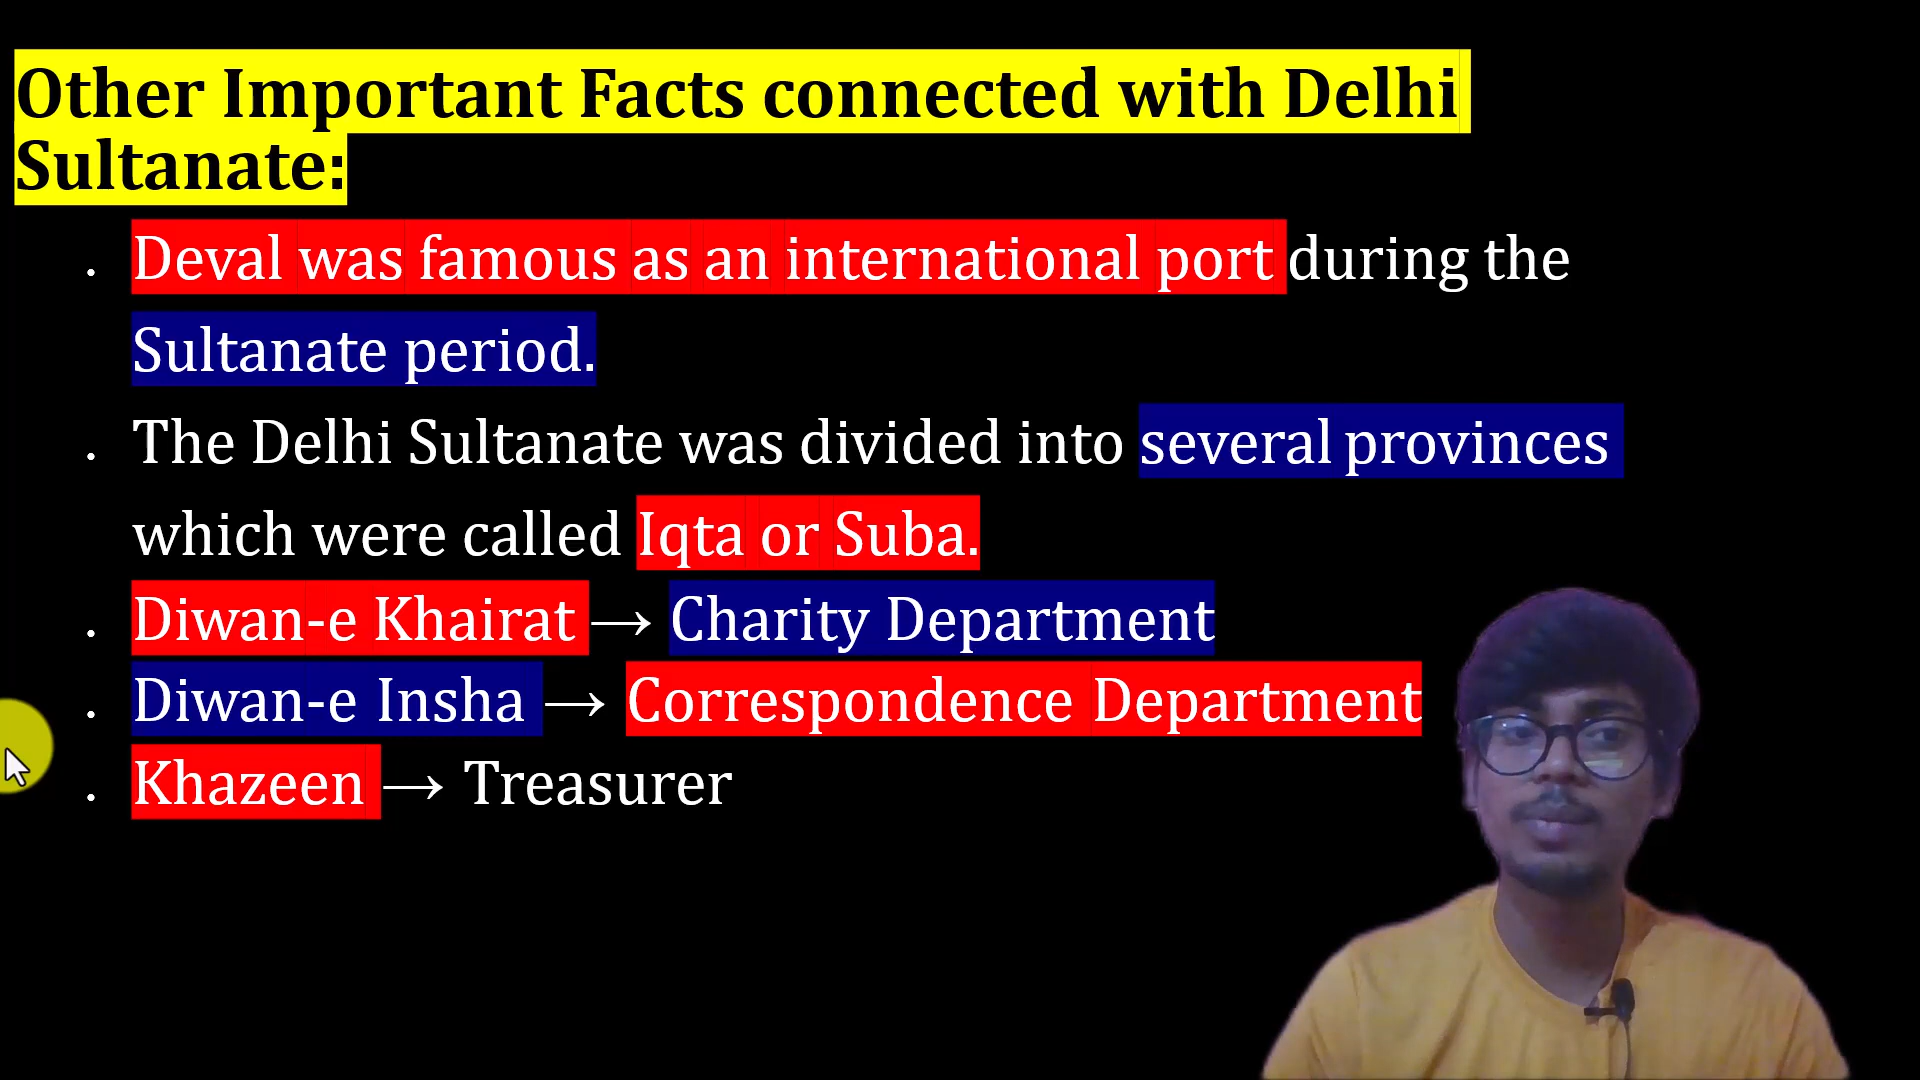 Other Important Facts connected with Delhi
Sultanate:
. Deval was famous as an international port during the
Sultanate period.
. The Delhi Sultanate was divided into several provinces
which were called Iqta or Suba.
. Diwan-e Khairat → Charity Department
. Diwan-e Insha → Correspondence Department
. Khazeen → Treasurer